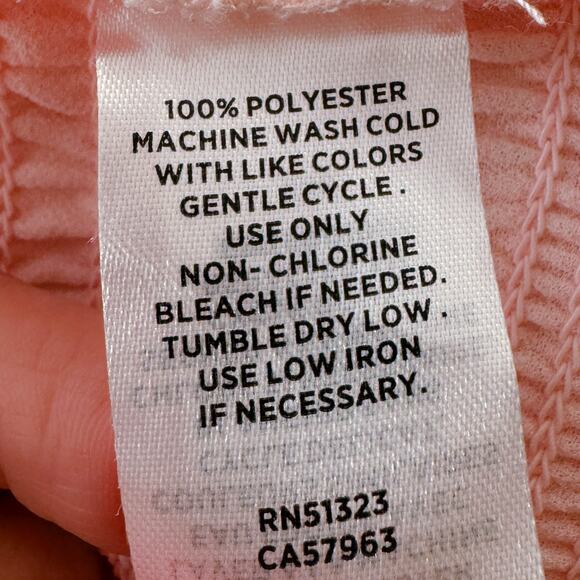 100% POLYESTER
MACHINE WASH COLD
WITH LIKE COLORS
GENTLE CYCLE .
USE ONLY
NON- CHLORINE
BLEACH IF NEEDED.
TUMBLE DRY LOW .
USE LOW IRON
IF NECESSARY.
RN51323
CA57963